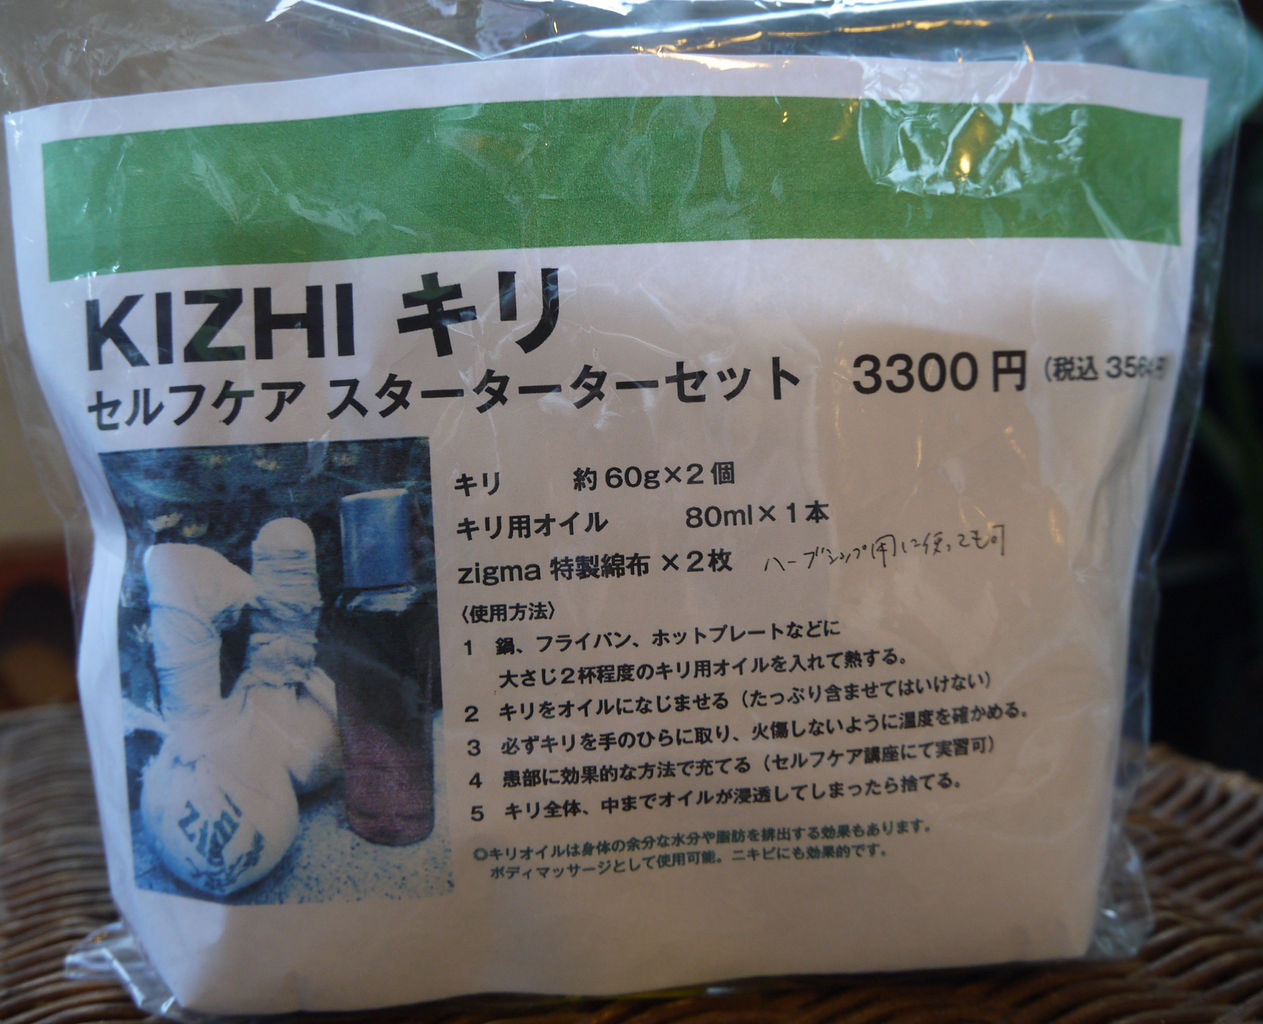 KIZHI キリ
セルフケア スターターターセット 3300円 (税込 3564円
キリ 約60g×2個
キリ用オイル 80ml×1本
zigma 特製綿布×2枚 ハーブシップ用に使っても可
〈使用方法〉
1 鍋、フライバン、ホットプレートなどに
大さじ2杯程度のキリ用オイルを入れて熱する。
2 キリをオイルになじませる(たっぷり含ませてはいけない)
3 必ずキリを手のひらに取り、火傷しないように温度を確かめる。
4 患部に効果的な方法で充てる(セルフケア講座にて実習可)
5 キリ全体、中までオイルが浸透してしまったら捨てる。
◎キリオイルは身体の余分な水分や脂肪を排出する効果もあります。
ボディマッサージとして使用可能。ニキビにも効果的です。